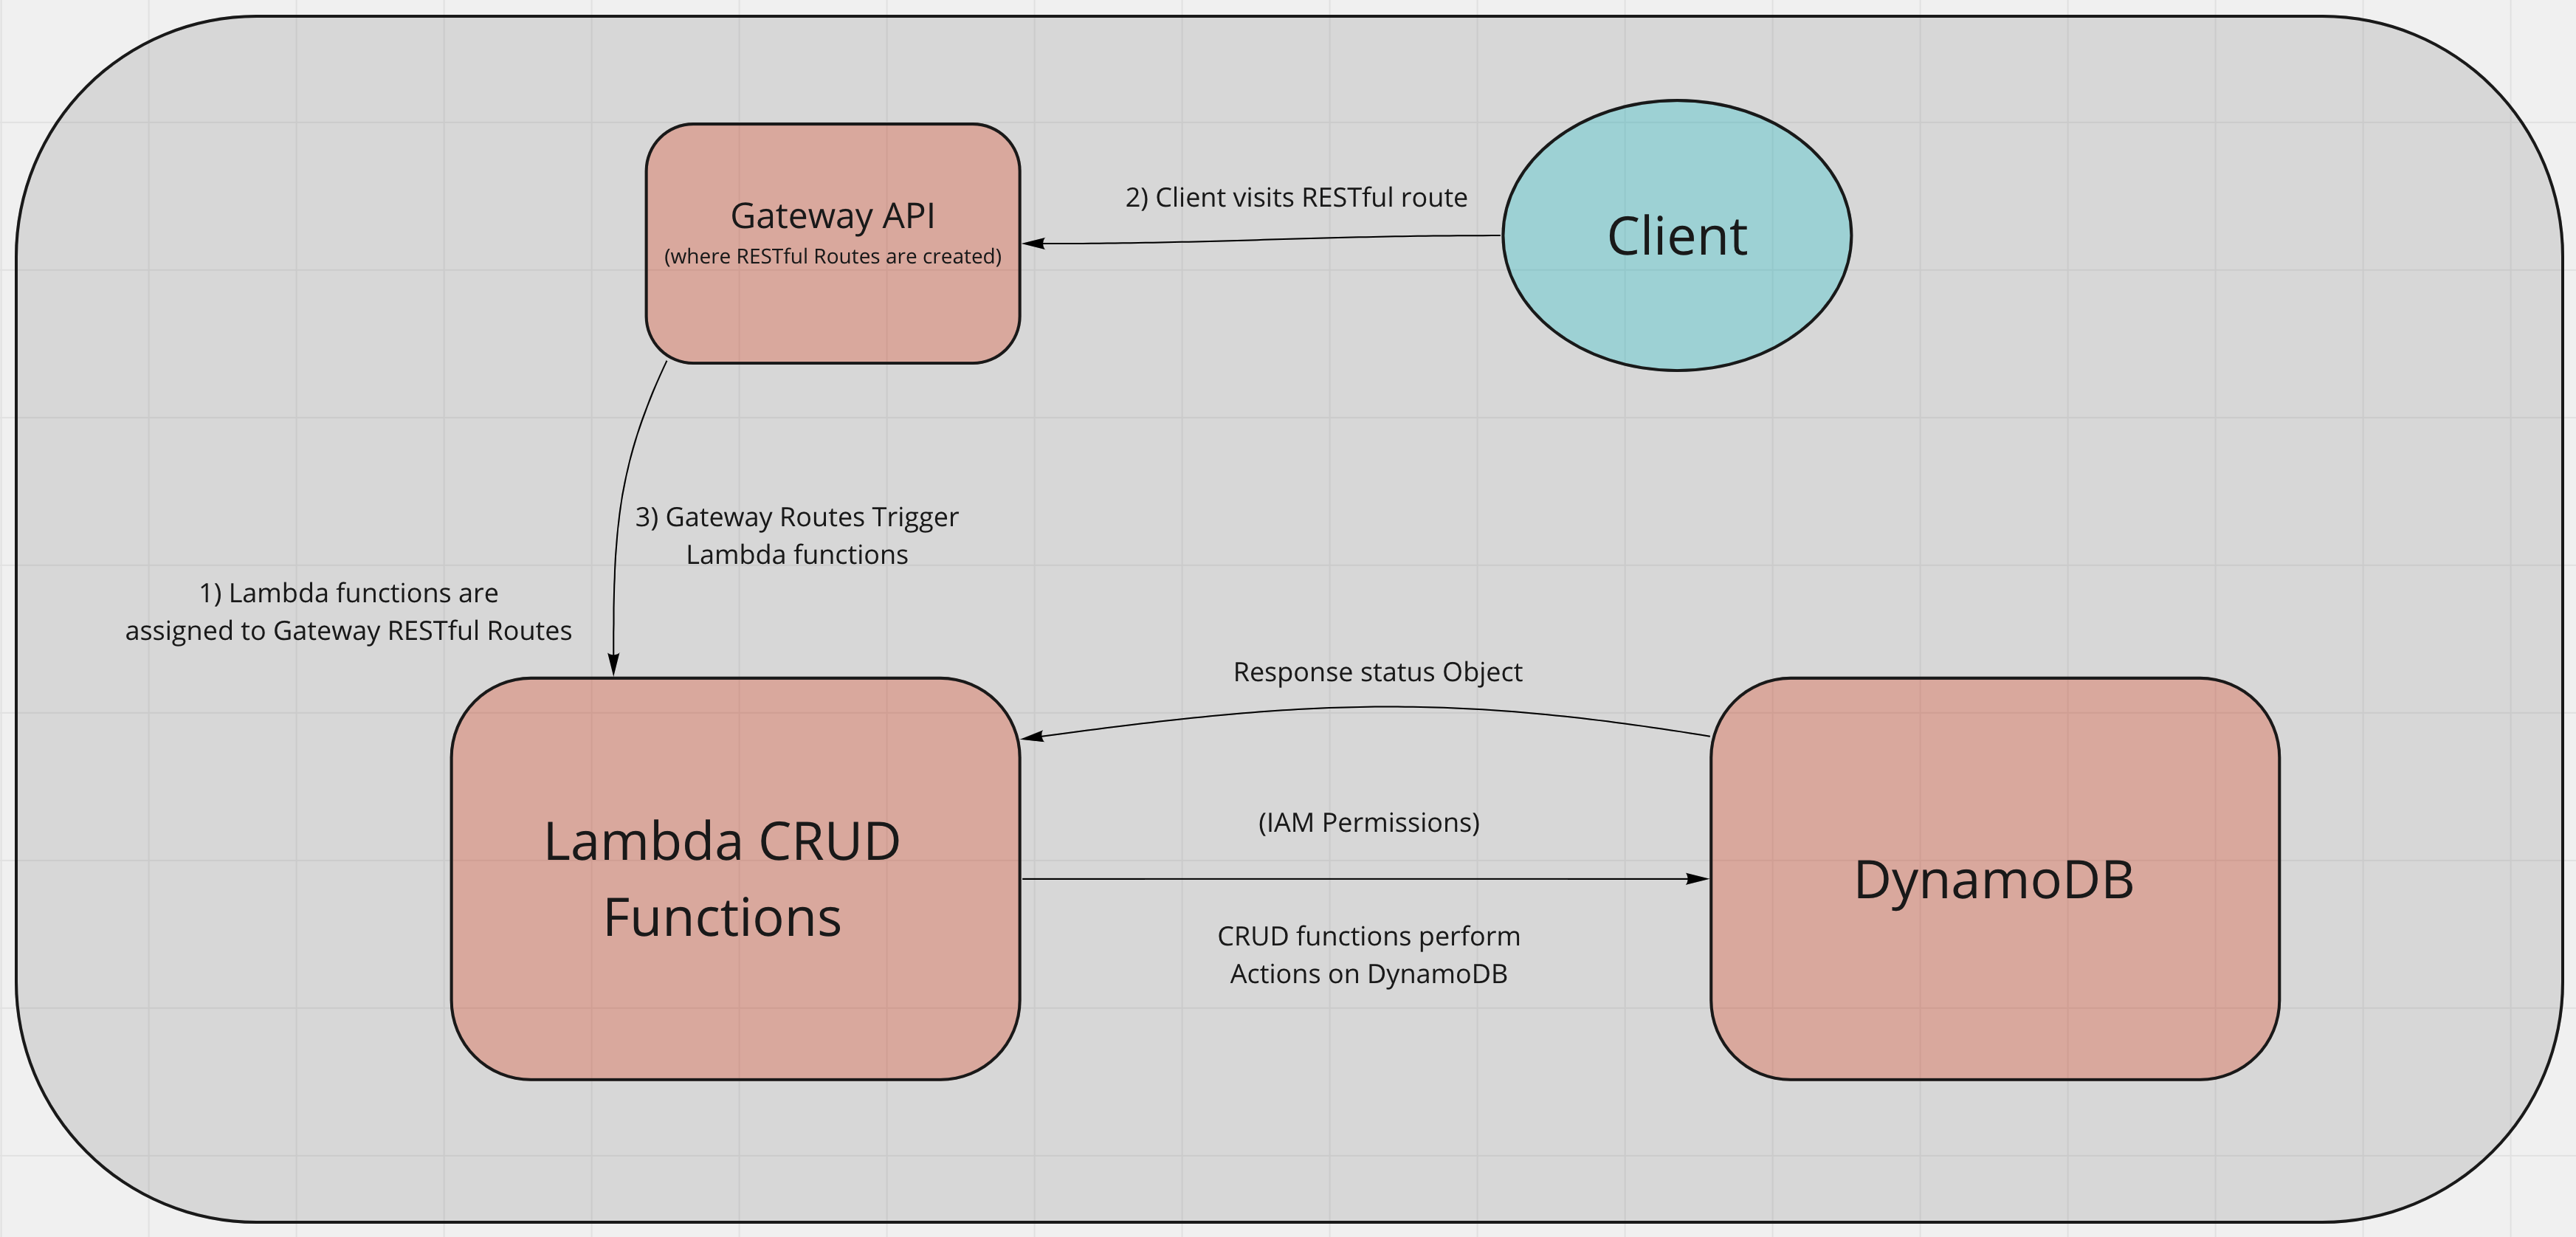 Gateway API
(where RESTful Routes are created)
2) Client visits RESTful route
Client
3) Gateway Routes Trigger
Lambda functions
1) Lambda functions are
assigned to Gateway RESTful Routes
Response status Object
(IAM Permissions)
Lambda CRUD
Functions
DynamoDB
CRUD functions perform
Actions on DynamoDB